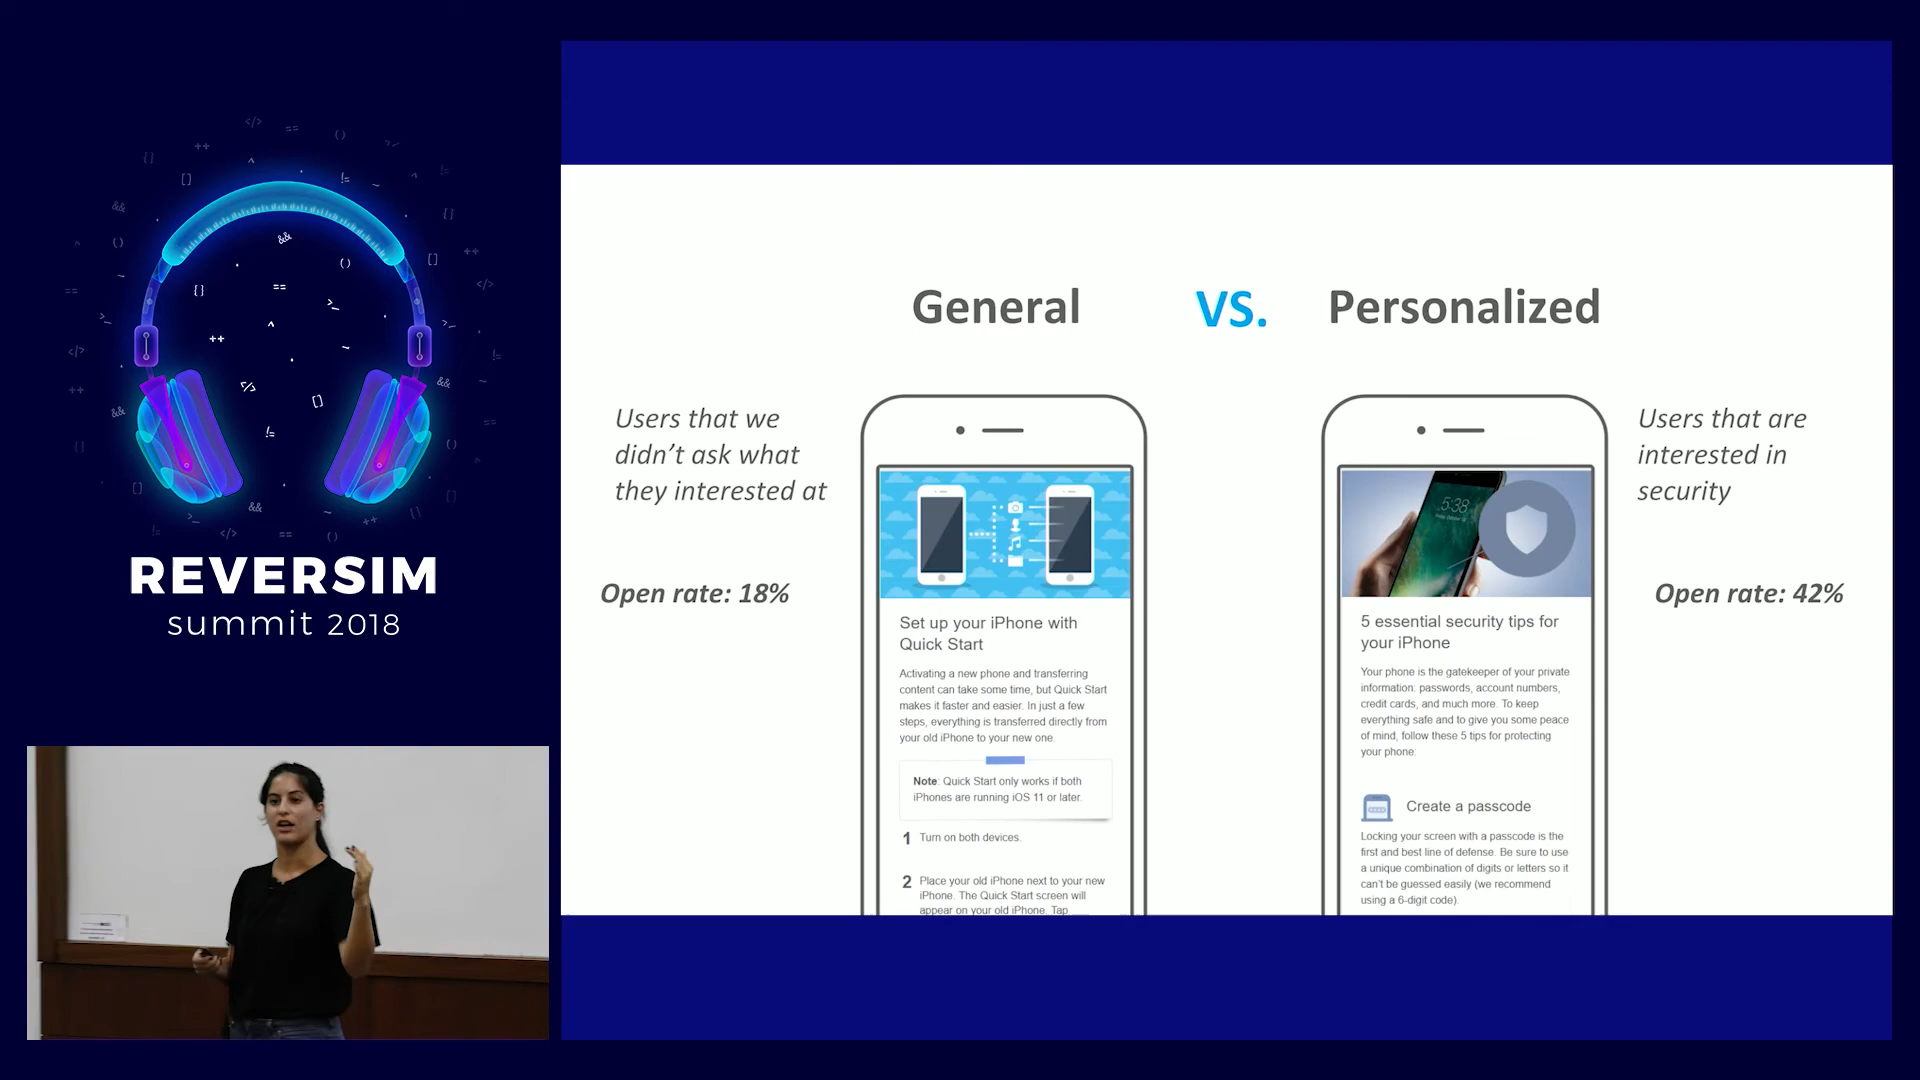 REVERSIM
summit 2018
General
VS.
Personalized
Users that we
didn't ask what
they interested at
Open rate: 18%
Set up your iPhone with
Quick Start
Activating a new phone and transferring
content can take some time, but Quick Start
makes it faster and easier. In just a few
steps, everything is transferred directly from
your old iPhone to your new one.
Note: Quick Start only works if both
iPhones are running iOS 11 or later.
1 Turn on both devices.
2 Place your old iPhone next to your new
iPhone. The Quick Start screen will
appear on your old iPhone. Tap
5:38
5 essential security tips for
your iPhone
Your phone is the gatekeeper of your private
information: passwords, account numbers,
credit cards, and much more. To keep
everything safe and to give you some peace
of mind, follow these 5 tips for protecting
your phone:
Create a passcode
Locking your screen with a passcode is the
first and best line of defense. Be sure to use
a unique combination of digits or letters so it
can't be guessed easily (we recommend
using a 6-digit code).
Users that are
interested in
security
Open rate: 42%